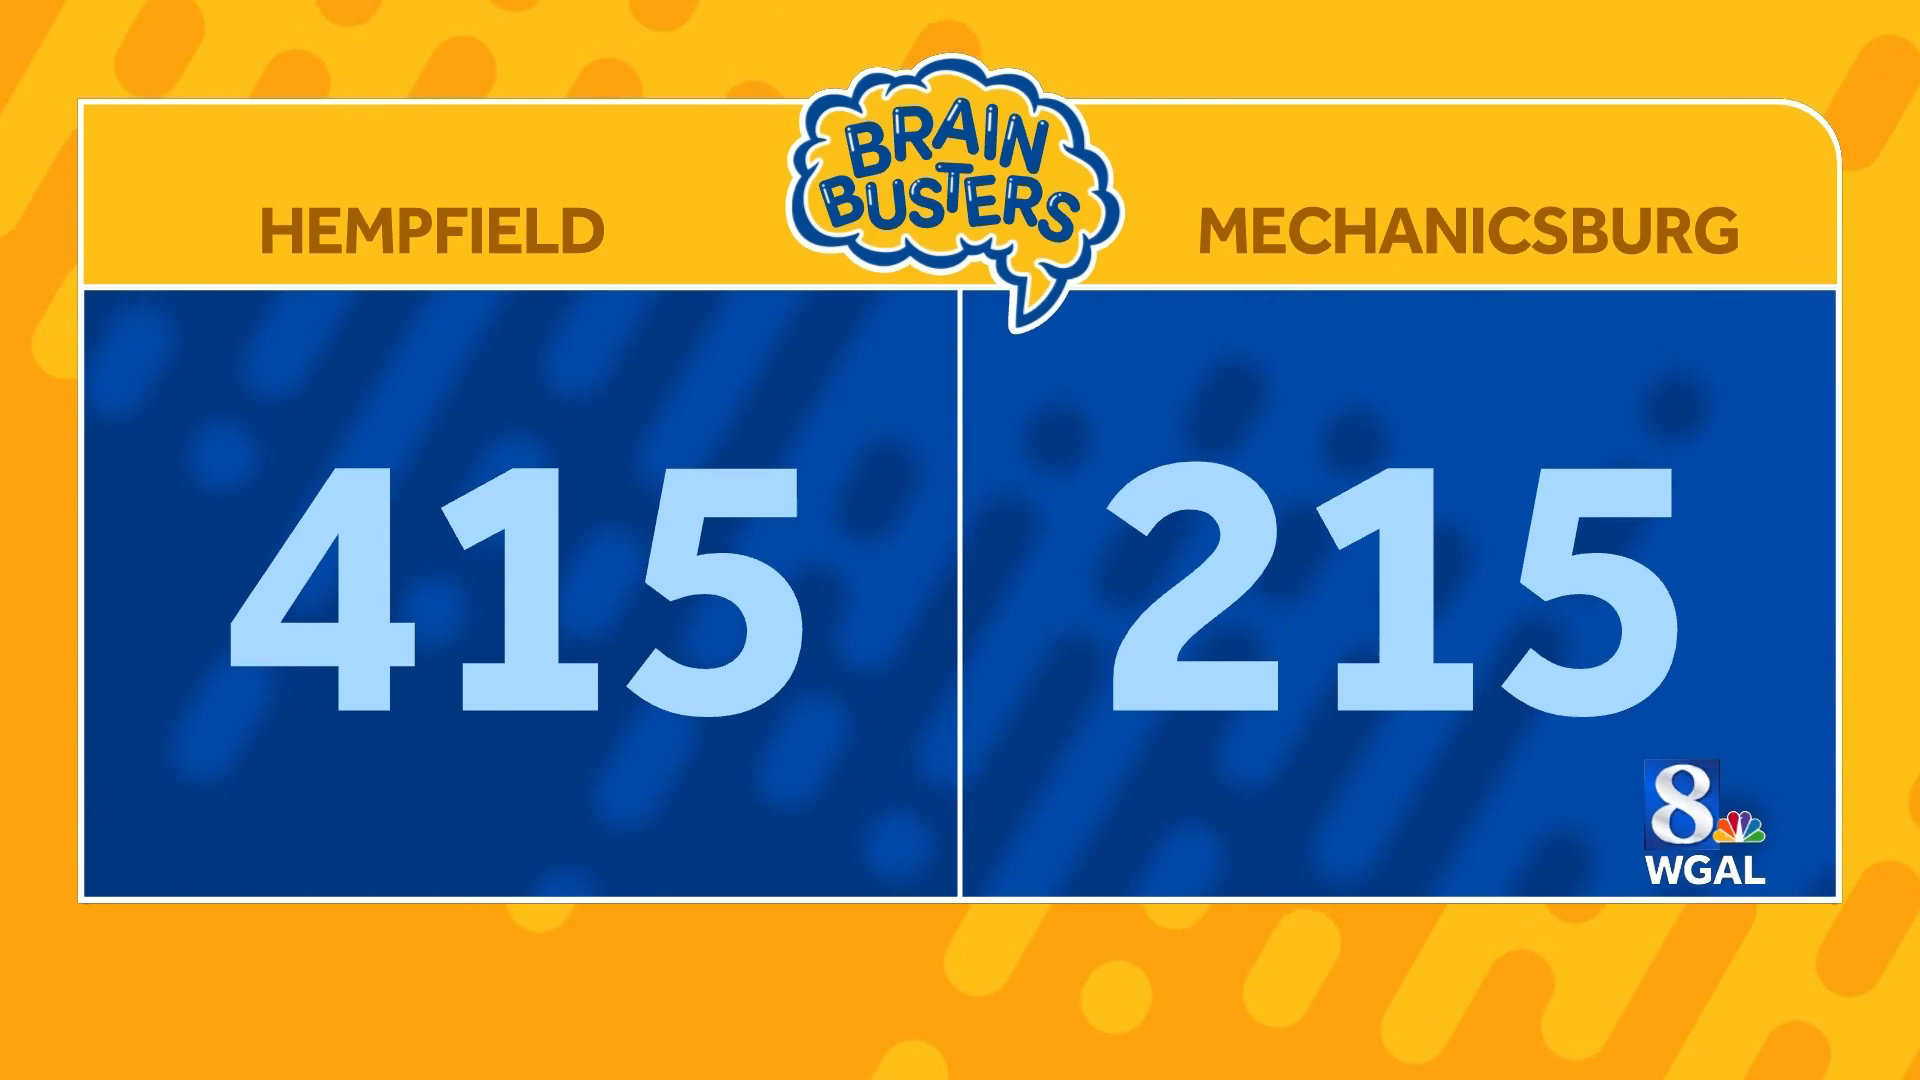 BRAIN
BUSTERS
HEMPFIELD
MECHANICSBURG
415
215
8
WGAL